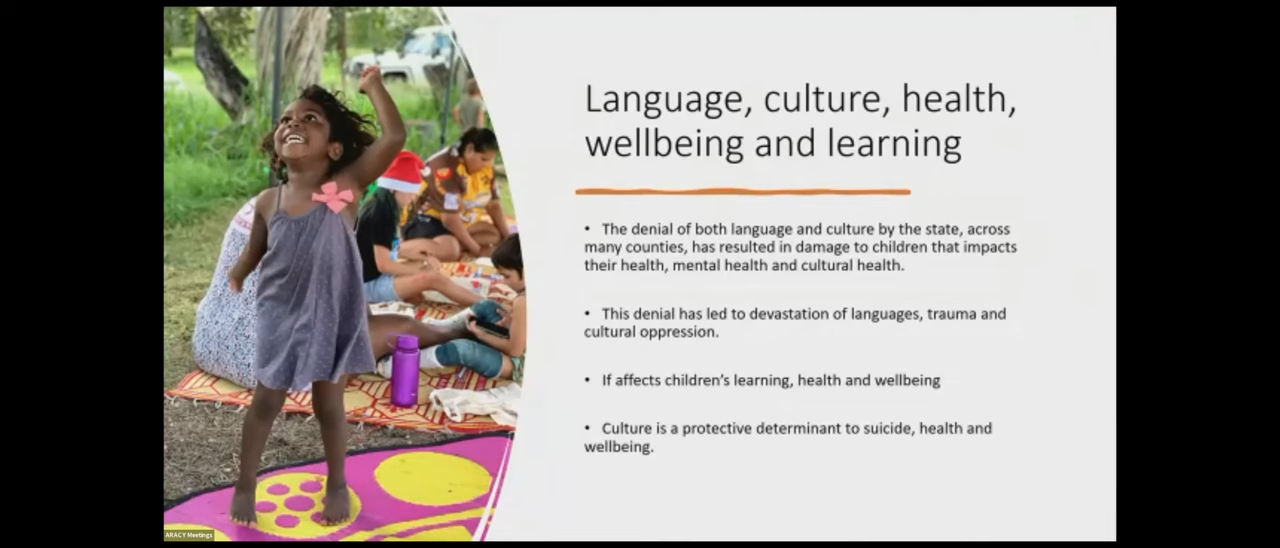 Language, culture, health,
wellbeing and learning
• The denial of both language and culture by the state, across
many counties, has resulted in damage to children that impacts
their health, mental health and cultural health.
• This denial has led to devastation of languages, trauma and
cultural oppression.
• If affects children's learning, health and wellbeing
• Culture is a protective determinant to suicide, health and
wellbeing.
ARACY Meetings